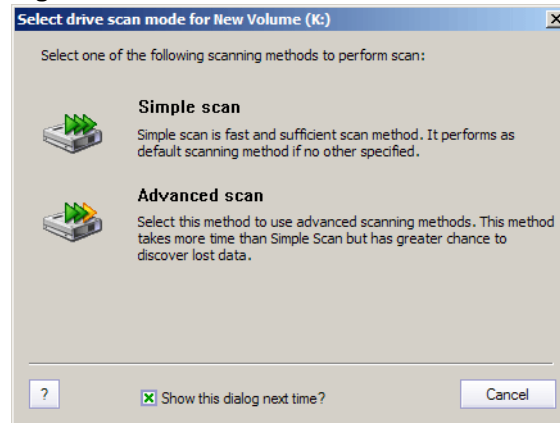 Select drive scan mode for New Volume (K:)
Select one of the following scanning methods to perform scan:
Simple scan
Simple scan is fast and sufficient scan method. It performs as
default scanning method if no other specified.
Advanced scan
Select this method to use advanced scanning methods. This method
takes more time than Simple Scan but has greater chance to
discover lost data.
? Show this dialog next time? Cancel